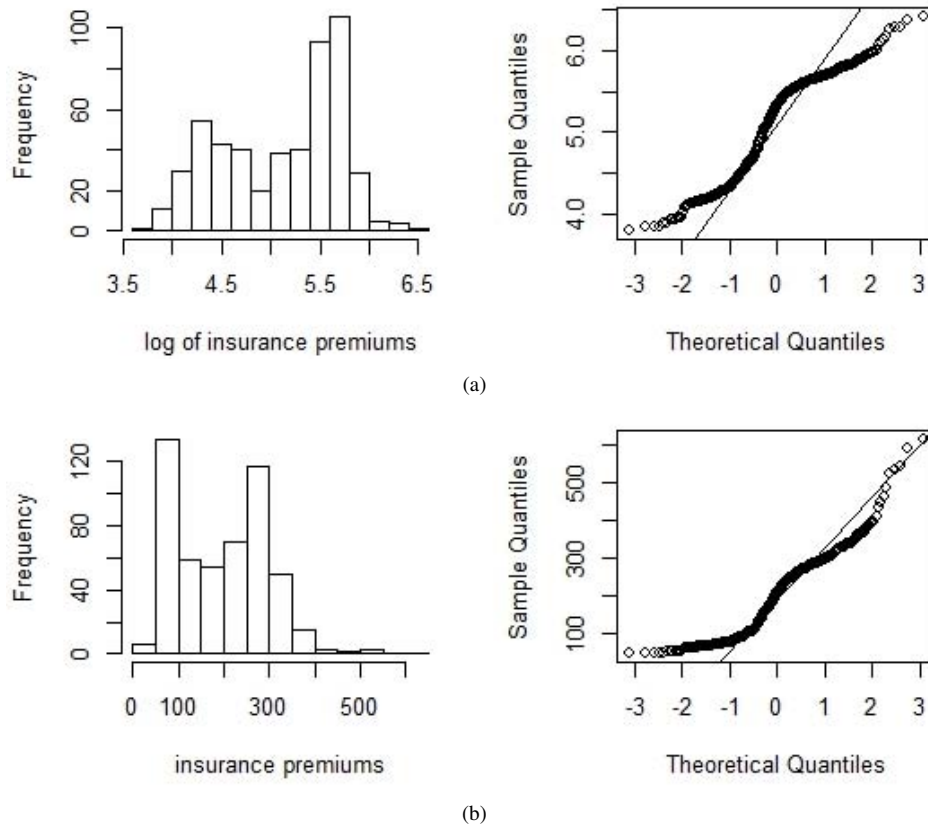 Frequency
0 20 60 100
3.5 4.5 5.5 6.5
log of insurance premiums
Sample Quantiles
4.0 5.0 6.0
-3 -2 -1 0 1 2 3
Theoretical Quantiles
(a)
Frequency
0 40 80 120
0 100 300 500
insurance premiums
Sample Quantiles
100 300 500
-3 -2 -1 0 1 2 3
Theoretical Quantiles
(b)